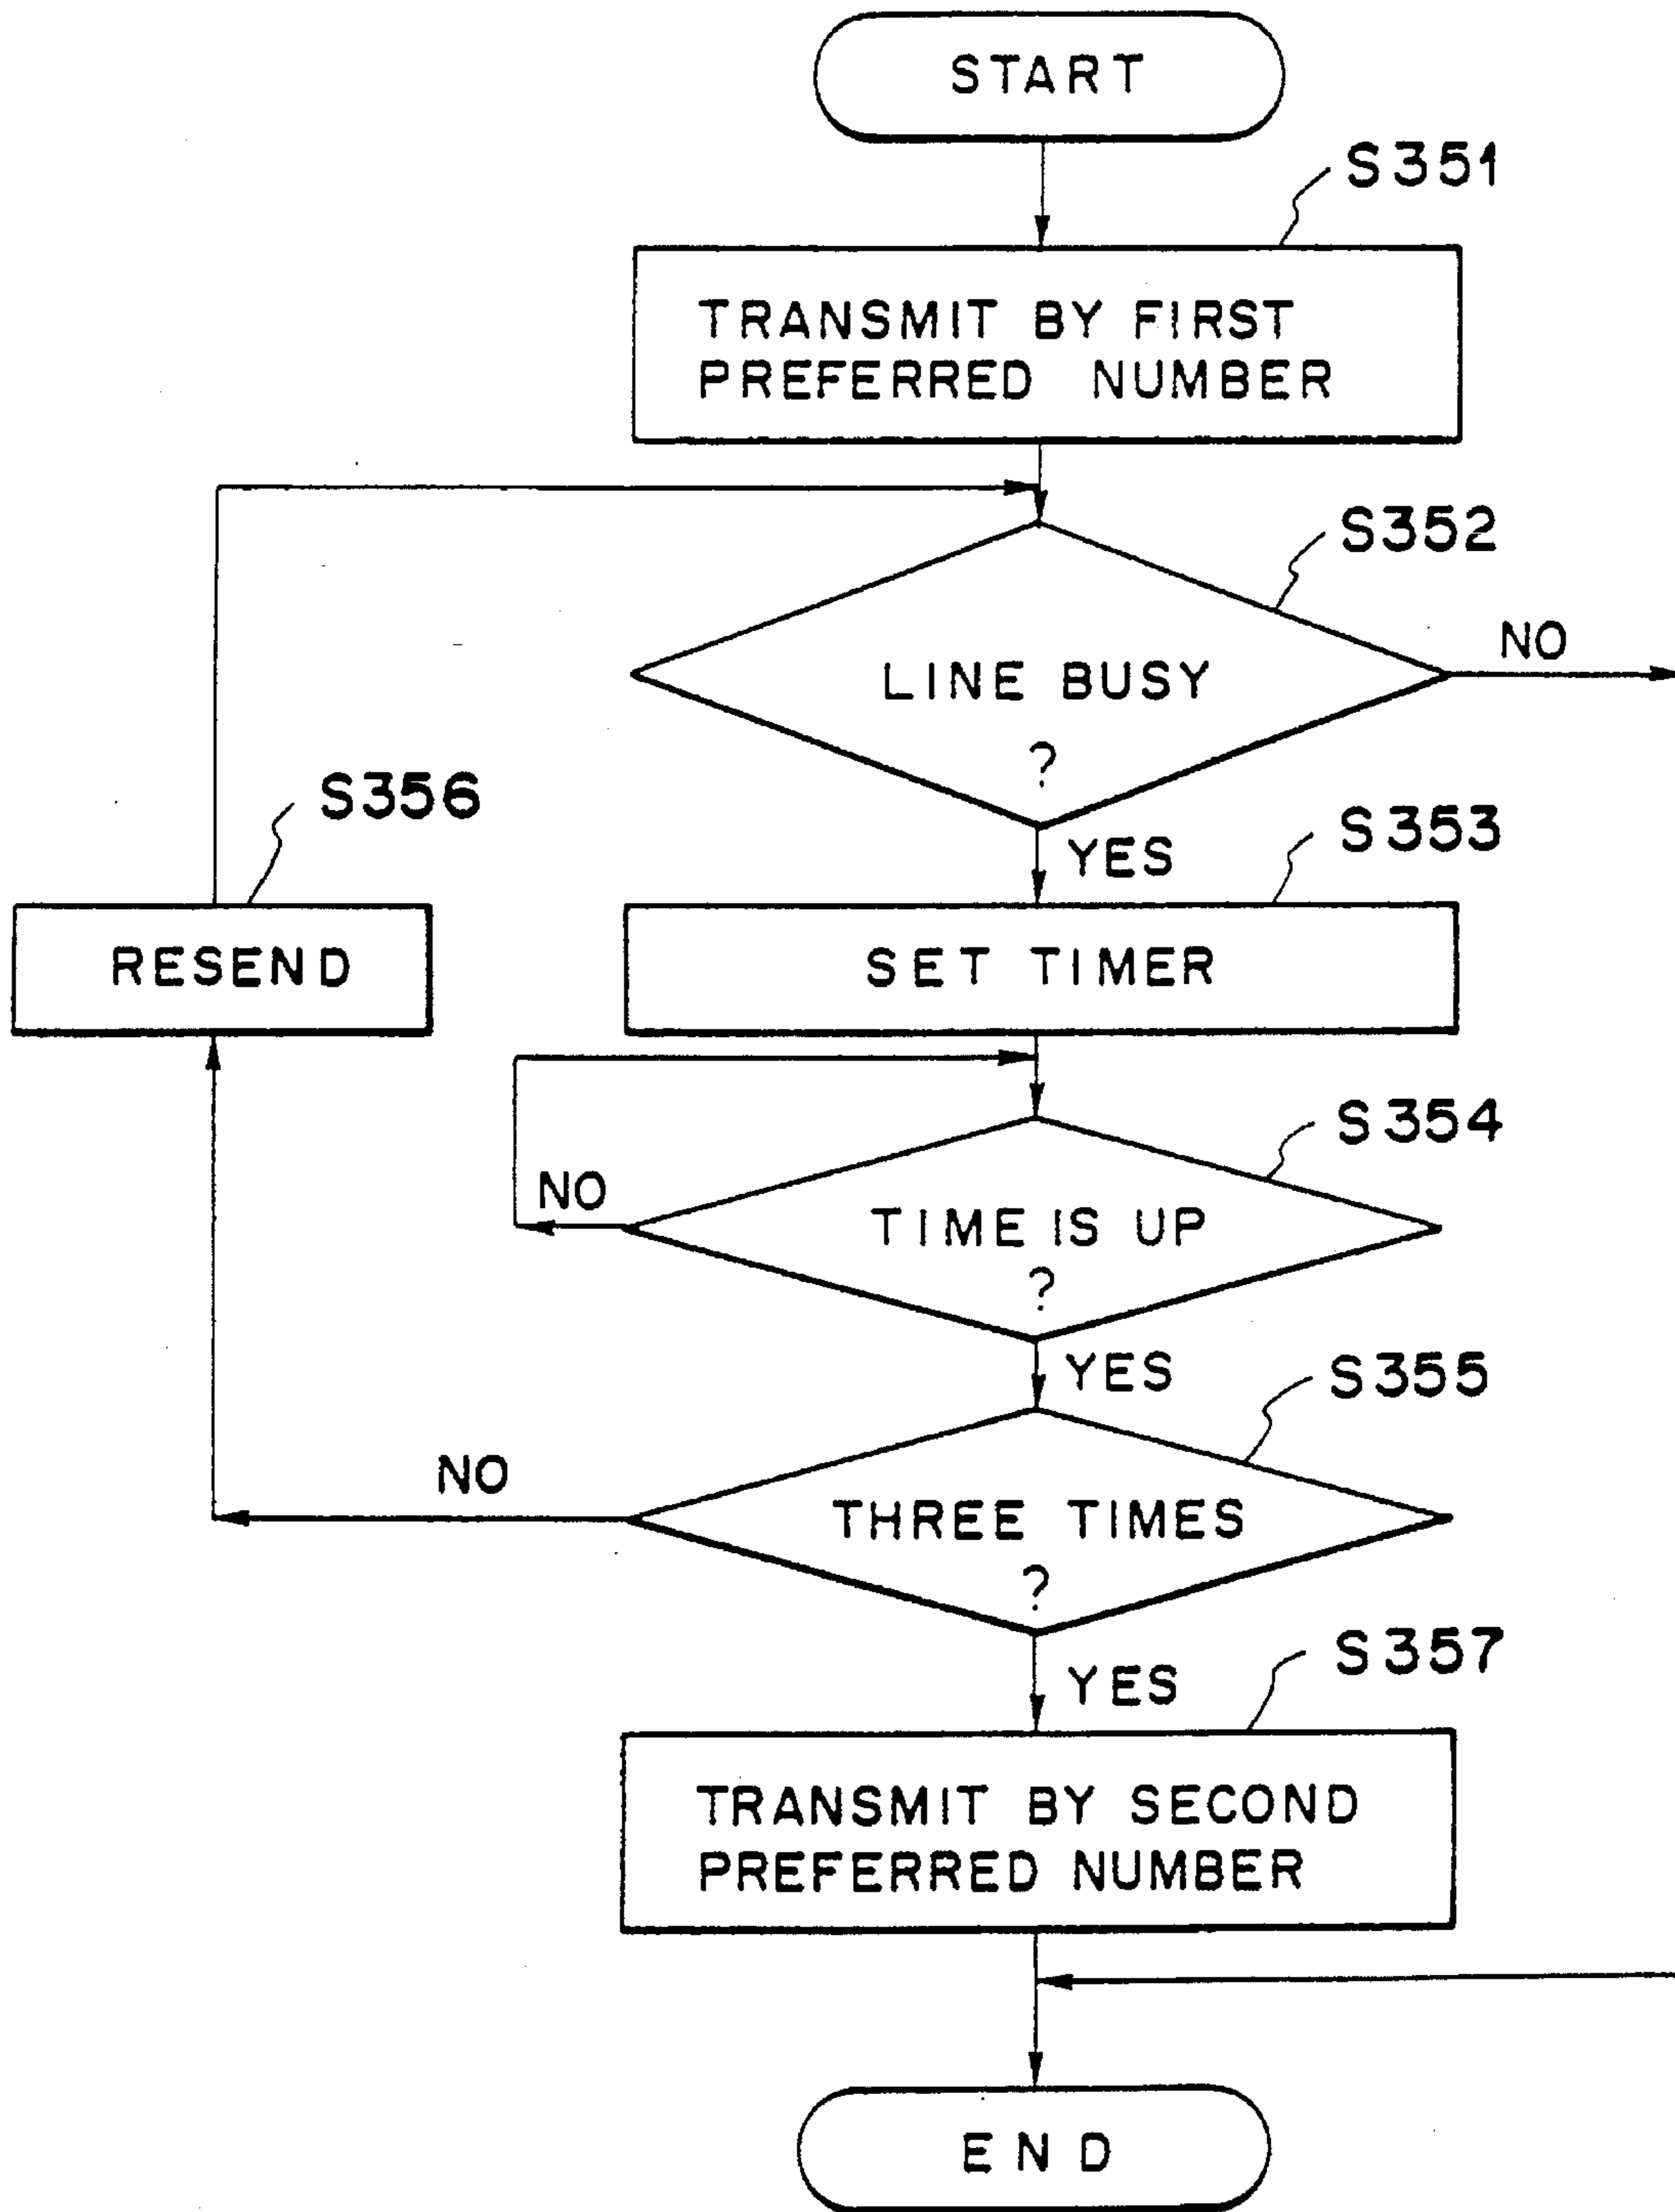 START
S351
TRANSMIT BY FIRST
PREFERRED NUMBER
S352
LINE BUSY
?
NO
YES
S356
S353
RESEND
SET TIMER
S354
NO
TIME IS UP
?
YES
S355
NO
THREE TIMES
?
YES
S357
TRANSMIT BY SECOND
PREFERRED NUMBER
END